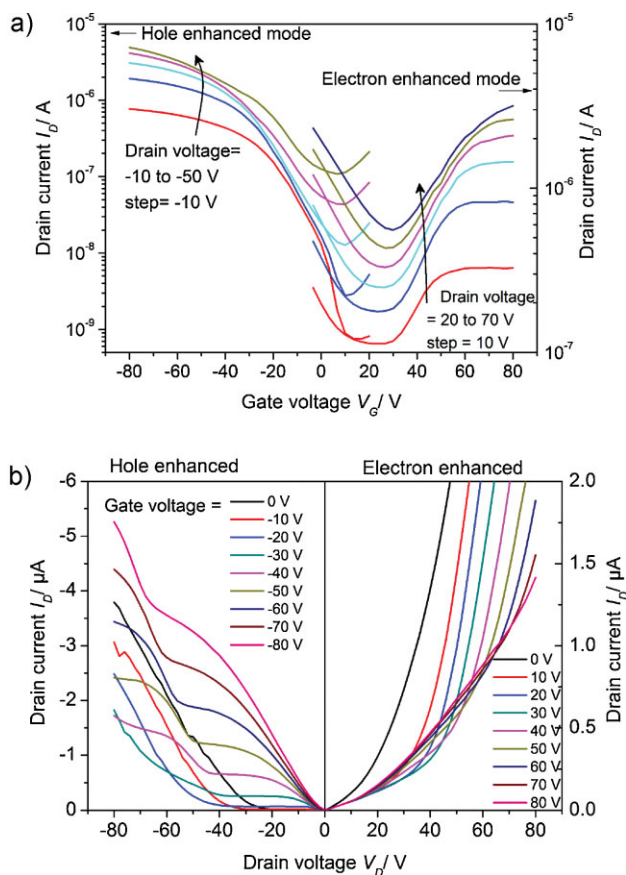 a)
Hole enhanced mode
Electron enhanced mode
Drain voltage=
-10 to -50 V
step= -10 V
Drain voltage
= 20 to 70 V
step = 10 V
10⁻⁵
10⁻⁶
10⁻⁷
10⁻⁸
10⁻⁹
Drain current I_D/ A
10⁻⁵
10⁻⁶
10⁻⁷
Drain current I_D/ A
-80 -60 -40 -20 0 20 40 60 80
Gate voltage V_G/ V
b)
Hole enhanced
Electron enhanced
Gate voltage =
0 V
-10 V
-20 V
-30 V
-40 V
-50 V
-60 V
-70 V
-80 V
0 V
10 V
20 V
30 V
40 V
50 V
60 V
70 V
80 V
-6
-5
-4
-3
-2
-1
0
Drain current I_D/ µA
2.0
1.5
1.0
0.5
0.0
Drain current I_D/ µA
-80 -60 -40 -20 0 20 40 60 80
Drain voltage V_D/ V